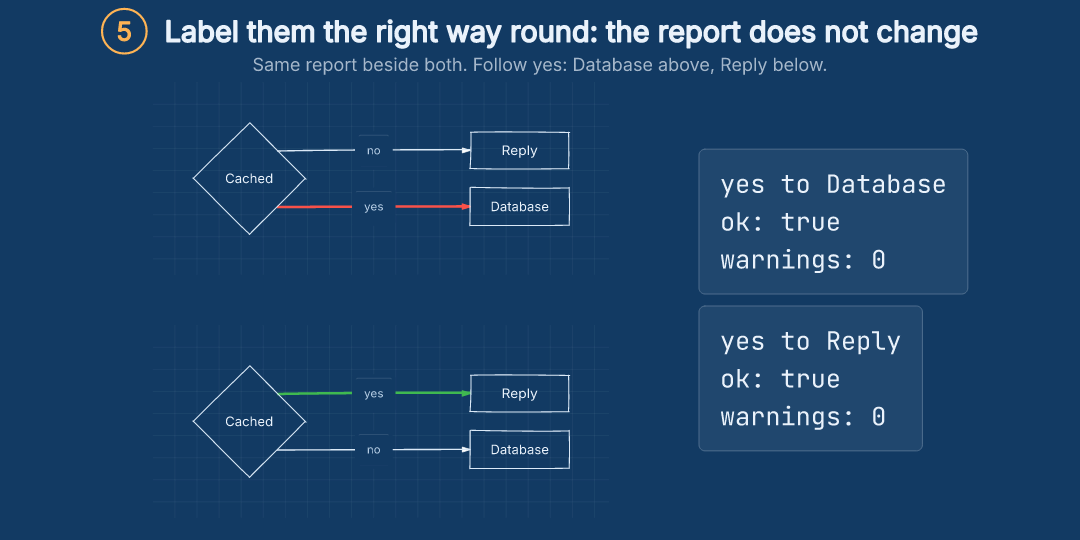 5
Label them the right way round: the report does not change
Same report beside both. Follow yes: Database above, Reply below.
Cached
no
Reply
yes
Database
yes to Database
ok: true
warnings: 0
Cached
yes
Reply
no
Database
yes to Reply
ok: true
warnings: 0